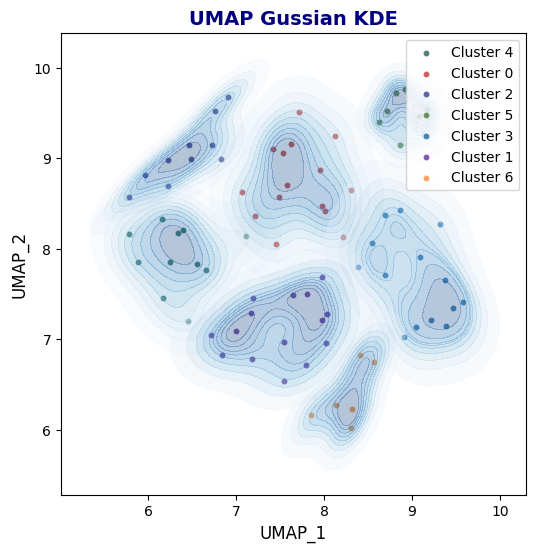 UMAP Gussian KDE
Cluster 4
Cluster 0
Cluster 2
Cluster 5
Cluster 3
Cluster 1
Cluster 6
10
9
8
7
6
UMAP_2
6
7
8
9
10
UMAP_1